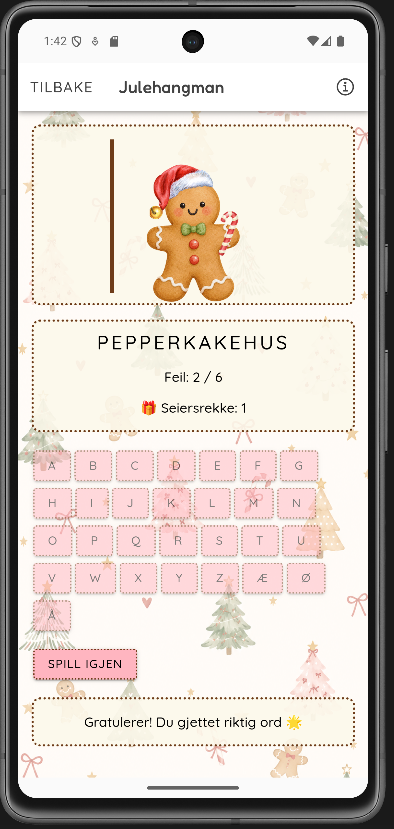 1:42
TILBAKE Julehangman
PEPPERKAKEHUS
Feil: 2 / 6
🎁 Seiersrekke: 1
A B C D E F G
H I J K L M N
O P Q R S T U
V W X Y Z Æ Ø
Å
SPILL IGJEN
Gratulerer! Du gjettet riktig ord 🌟